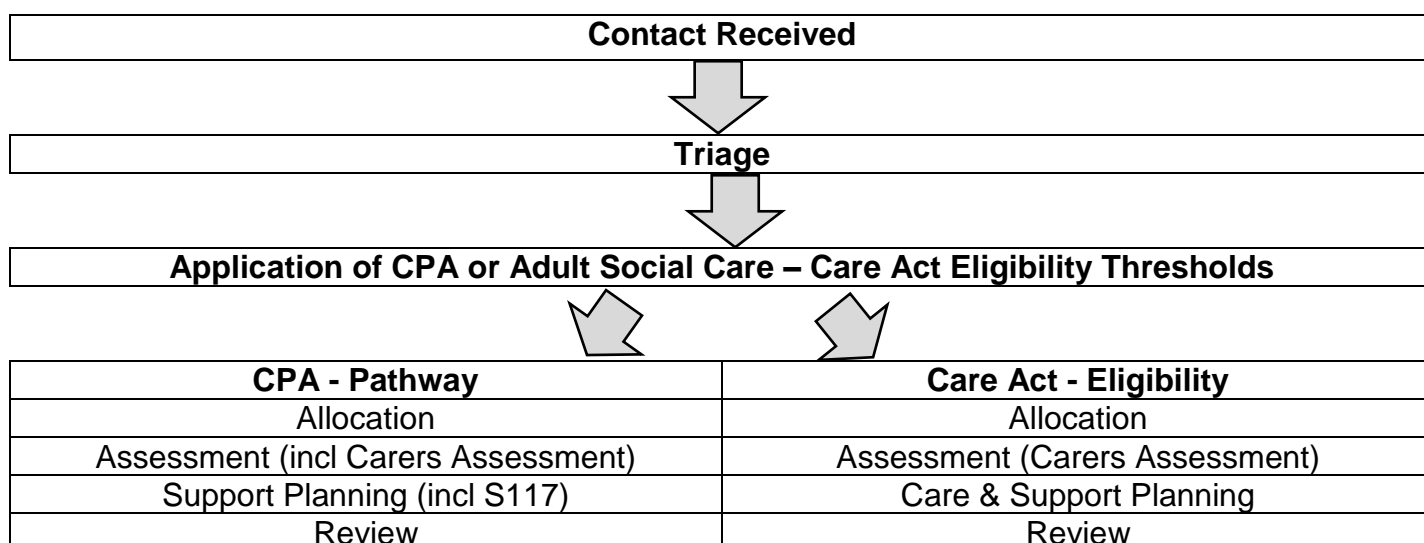 Contact Received
Triage
Application of CPA or Adult Social Care – Care Act Eligibility Thresholds
CPA - Pathway
Care Act - Eligibility
Allocation
Allocation
Assessment (incl Carers Assessment)
Assessment (Carers Assessment)
Support Planning (incl S117)
Care & Support Planning
Review
Review